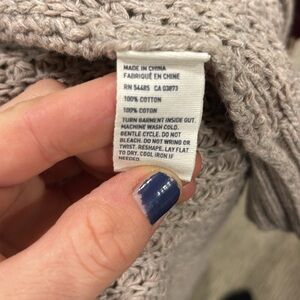 MADE IN CHINA
FABRIQUÉ EN CHINE
RN 54485 CA 03873
100% COTTON
100% COTON
TURN GARMENT INSIDE OUT.
MACHINE WASH COLD.
GENTLE CYCLE. DO NOT
BLEACH. DO NOT WRING OR
TWIST. RESHAPE. LAY FLAT
TO DRY. COOL IRON IF
NEEDED.